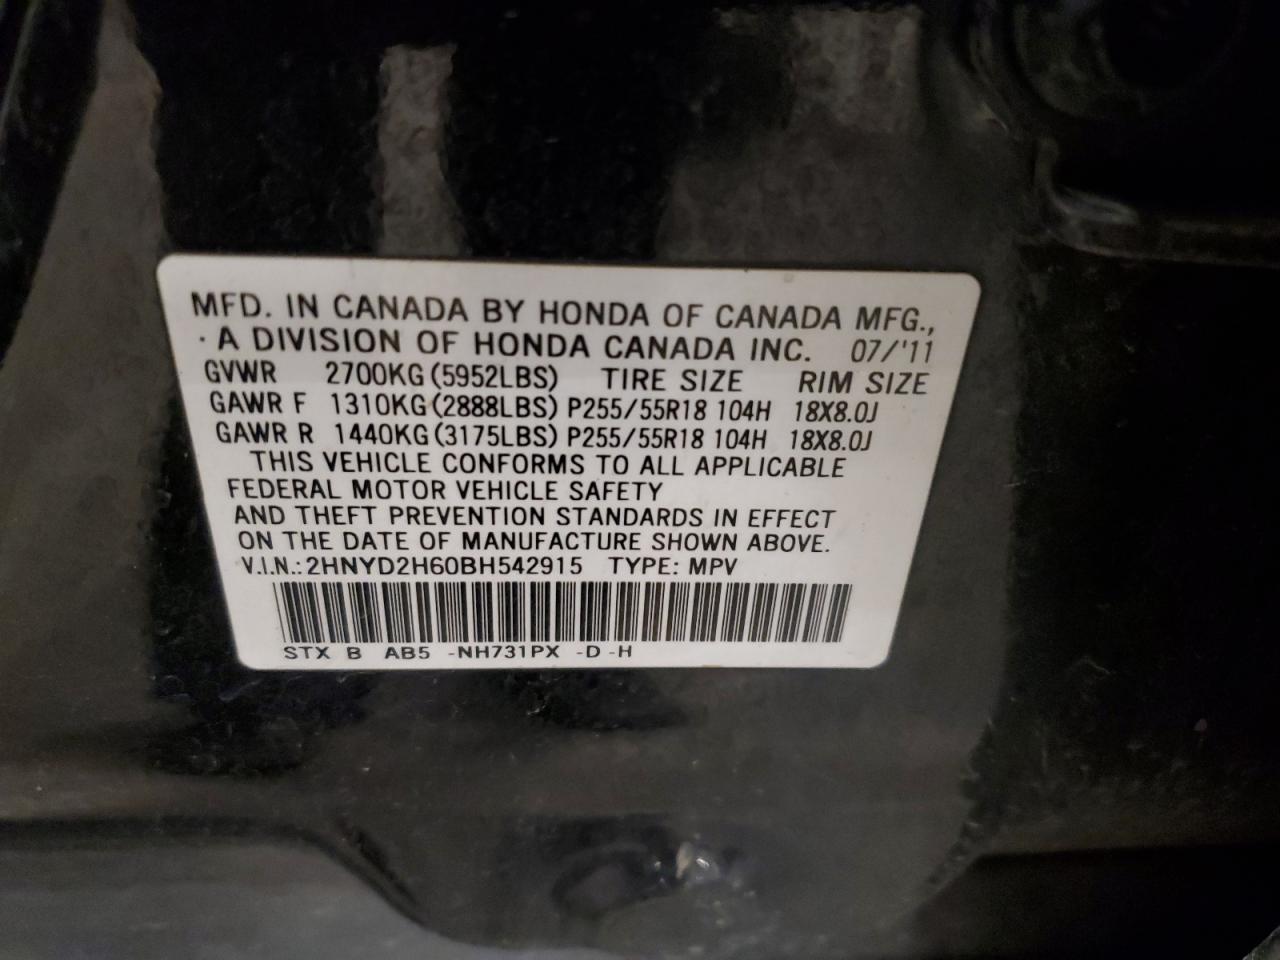 MFD. IN CANADA BY HONDA OF CANADA MFG.,
· A DIVISION OF HONDA CANADA INC. 07/'11
GVWR 2700KG (5952LBS) TIRE SIZE RIM SIZE
GAWR F 1310KG (2888LBS) P255/55R18 104H 18X8.0J
GAWR R 1440KG (3175LBS) P255/55R18 104H 18X8.0J
THIS VEHICLE CONFORMS TO ALL APPLICABLE
FEDERAL MOTOR VEHICLE SAFETY
AND THEFT PREVENTION STANDARDS IN EFFECT
ON THE DATE OF MANUFACTURE SHOWN ABOVE.
V.I.N.: 2HNYD2H60BH542915 TYPE: MPV
STX B AB5 -NH731PX -D -H